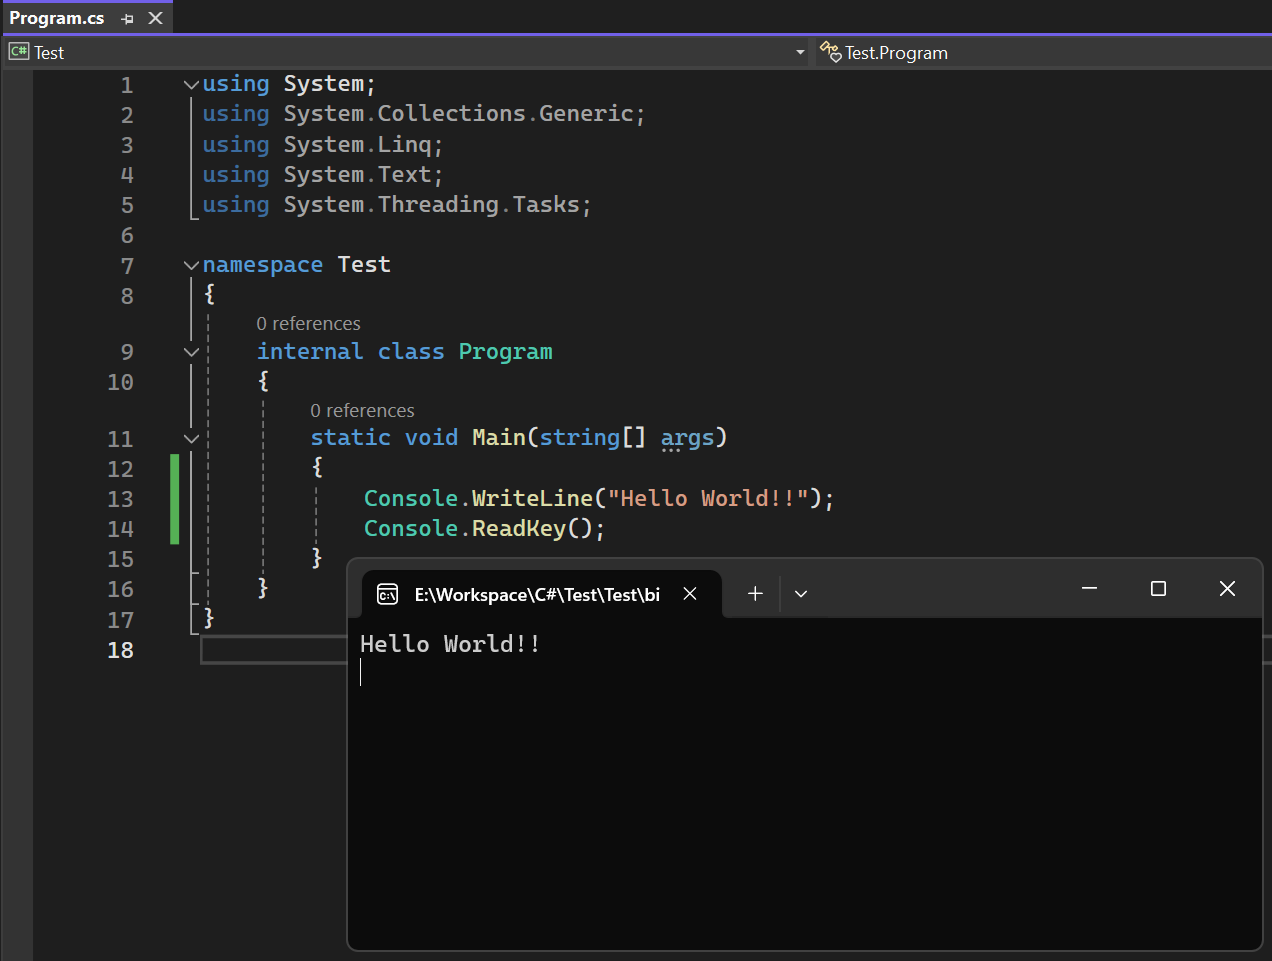 Program.cs
C# Test
Test.Program
1 using System;
2 using System.Collections.Generic;
3 using System.Linq;
4 using System.Text;
5 using System.Threading.Tasks;
6
7 namespace Test
8 {
0 references
9 internal class Program
10 {
0 references
11 static void Main(string[] args)
12 {
13 Console.WriteLine("Hello World!!");
14 Console.ReadKey();
15 }
16 }
17 }
18
E:\Workspace\C#\Test\Test\bi
Hello World!!